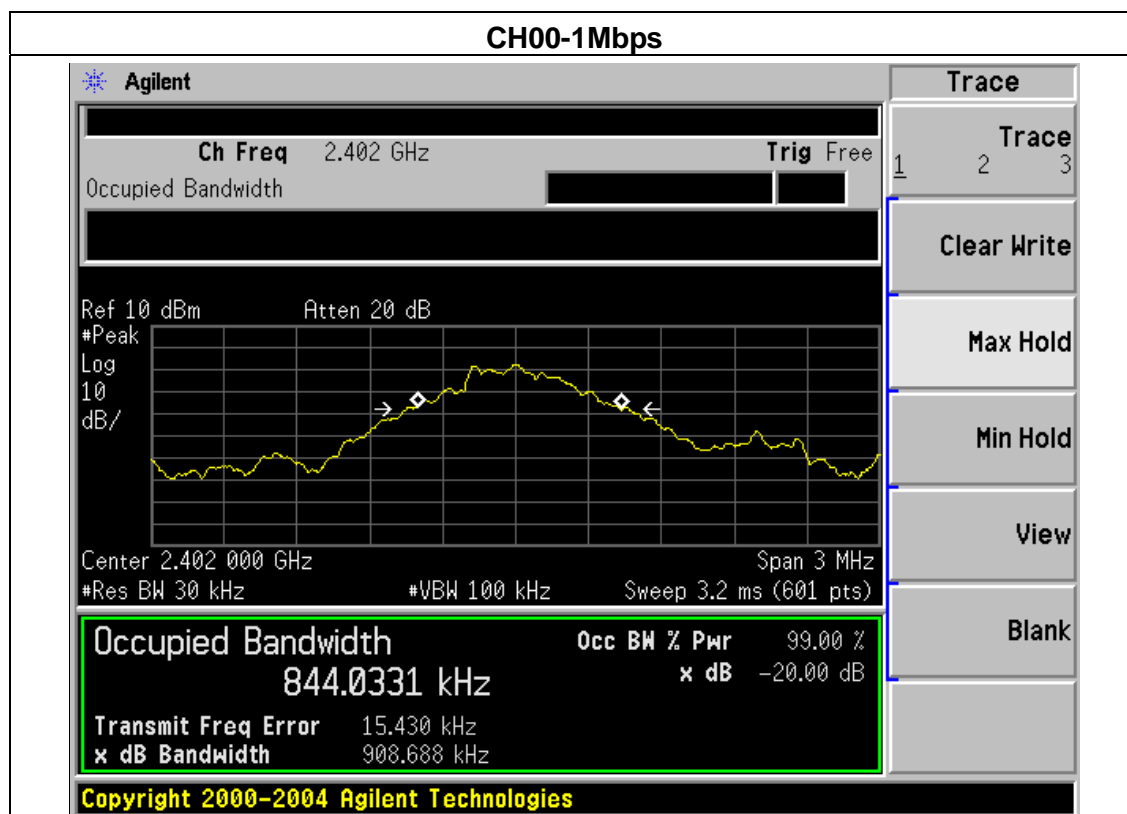 CH00-1Mbps
Agilent
Trace
Ch Freq 2.402 GHz Trig Free
Occupied Bandwidth
Trace
1 2 3
Clear Write
Max Hold
Min Hold
View
Blank
Ref 10 dBm Atten 20 dB
#Peak
Log
10
dB/
Center 2.402 000 GHz Span 3 MHz
#Res BW 30 kHz #VBW 100 kHz Sweep 3.2 ms (601 pts)
Occupied Bandwidth Occ BW % Pwr 99.00 %
844.0331 kHz x dB -20.00 dB
Transmit Freq Error 15.430 kHz
x dB Bandwidth 908.688 kHz
Copyright 2000-2004 Agilent Technologies